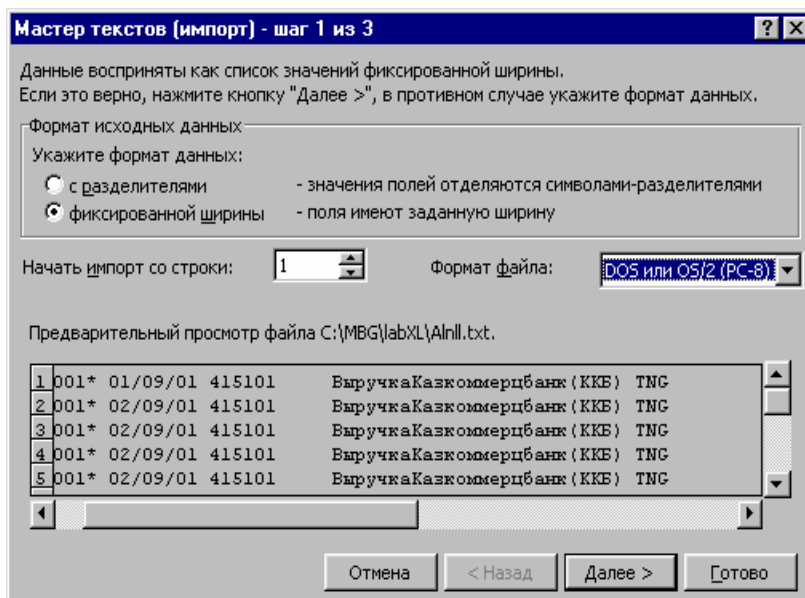 Мастер текстов (импорт) - шаг 1 из 3
Данные восприняты как список значений фиксированной ширины.
Если это верно, нажмите кнопку "Далее >", в противном случае укажите формат данных.
Формат исходных данных
Укажите формат данных:
с разделителями - значения полей отделяются символами-разделителями
фиксированной ширины - поля имеют заданную ширину
Начать импорт со строки: 1 Формат файла: DOS или OS/2 (PC-8)
Предварительный просмотр файла C:\MBG\labXL\Alnll.txt.
1 001* 01/09/01 415101 ВыручкаКазкоммерцбанк(ККБ) TNG
2 001* 02/09/01 415101 ВыручкаКазкоммерцбанк(ККБ) TNG
3 001* 02/09/01 415101 ВыручкаКазкоммерцбанк(ККБ) TNG
4 001* 02/09/01 415101 ВыручкаКазкоммерцбанк(ККБ) TNG
5 001* 02/09/01 415101 ВыручкаКазкоммерцбанк(ККБ) TNG
Отмена < Назад Далее > Готово